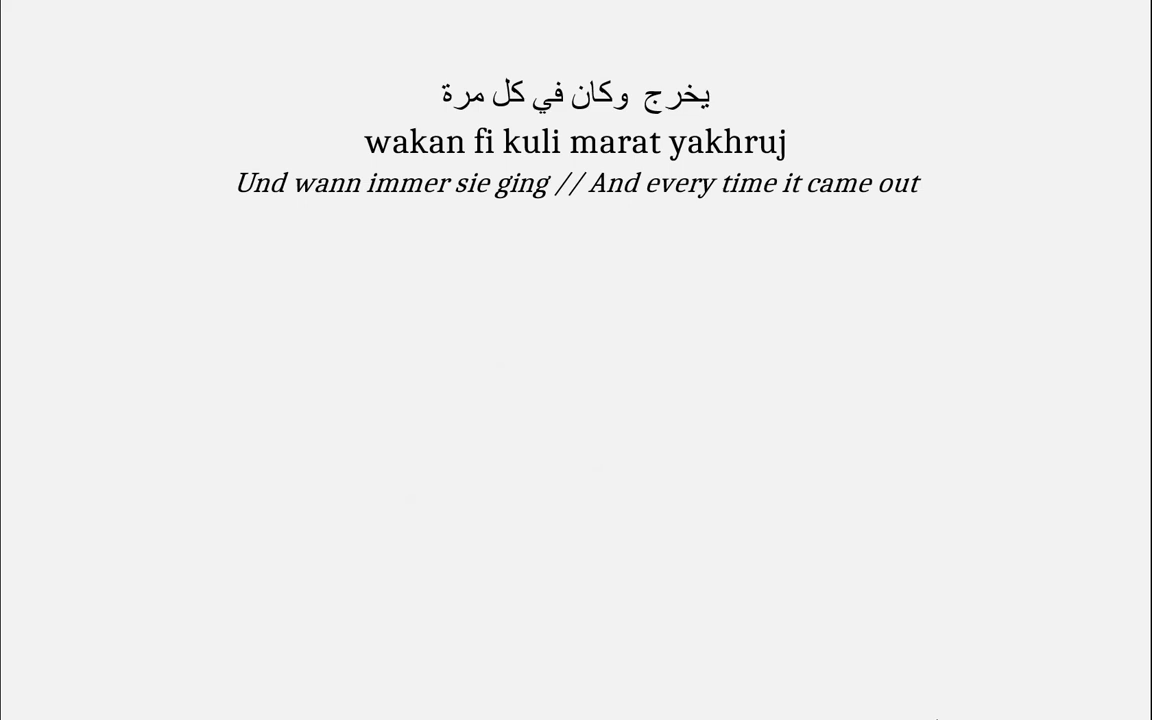 يخرج وكان في كل مرة
wakan fi kuli marat yakhruj
Und wann immer sie ging // And every time it came out